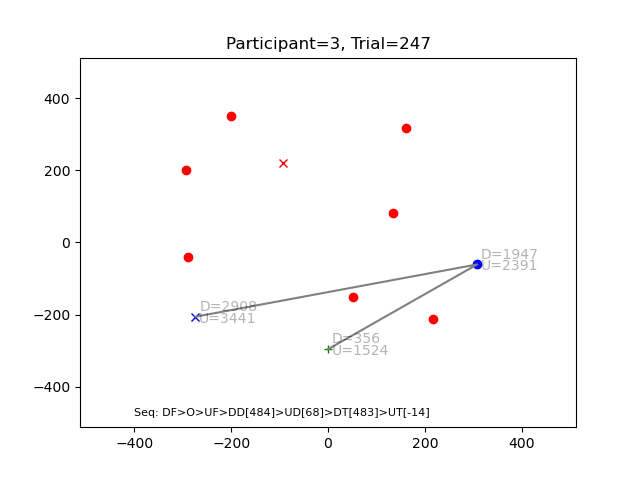 Participant=3, Trial=247
400
200
0
−200
−400
D=1947
U=2391
D=2908
U=3441
D=356
U=1524
Seq: DF>O>UF>DD[484]>UD[68]>DT[483]>UT[-14]
−400
−200
0
200
400